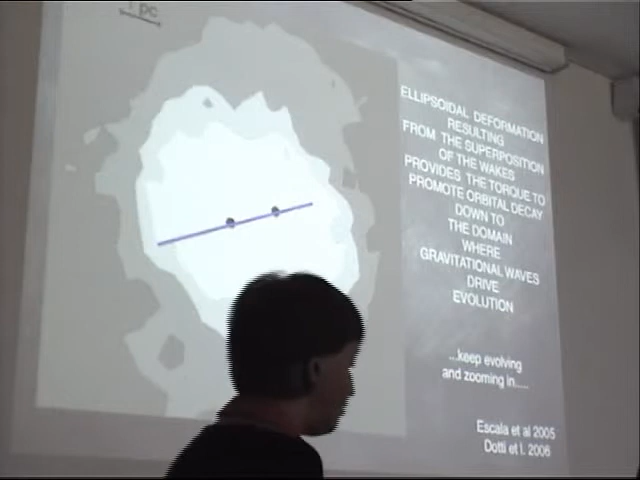 1 pc
ELLIPSOIDAL DEFORMATION
RESULTING
FROM THE SUPERPOSITION
OF THE WAKES
PROVIDES THE TORQUE TO
PROMOTE ORBITAL DECAY
DOWN TO
THE DOMAIN
WHERE
GRAVITATIONAL WAVES
DRIVE
EVOLUTION
...keep evolving
and zooming in....
Escala et al 2005
Dotti et l. 2006